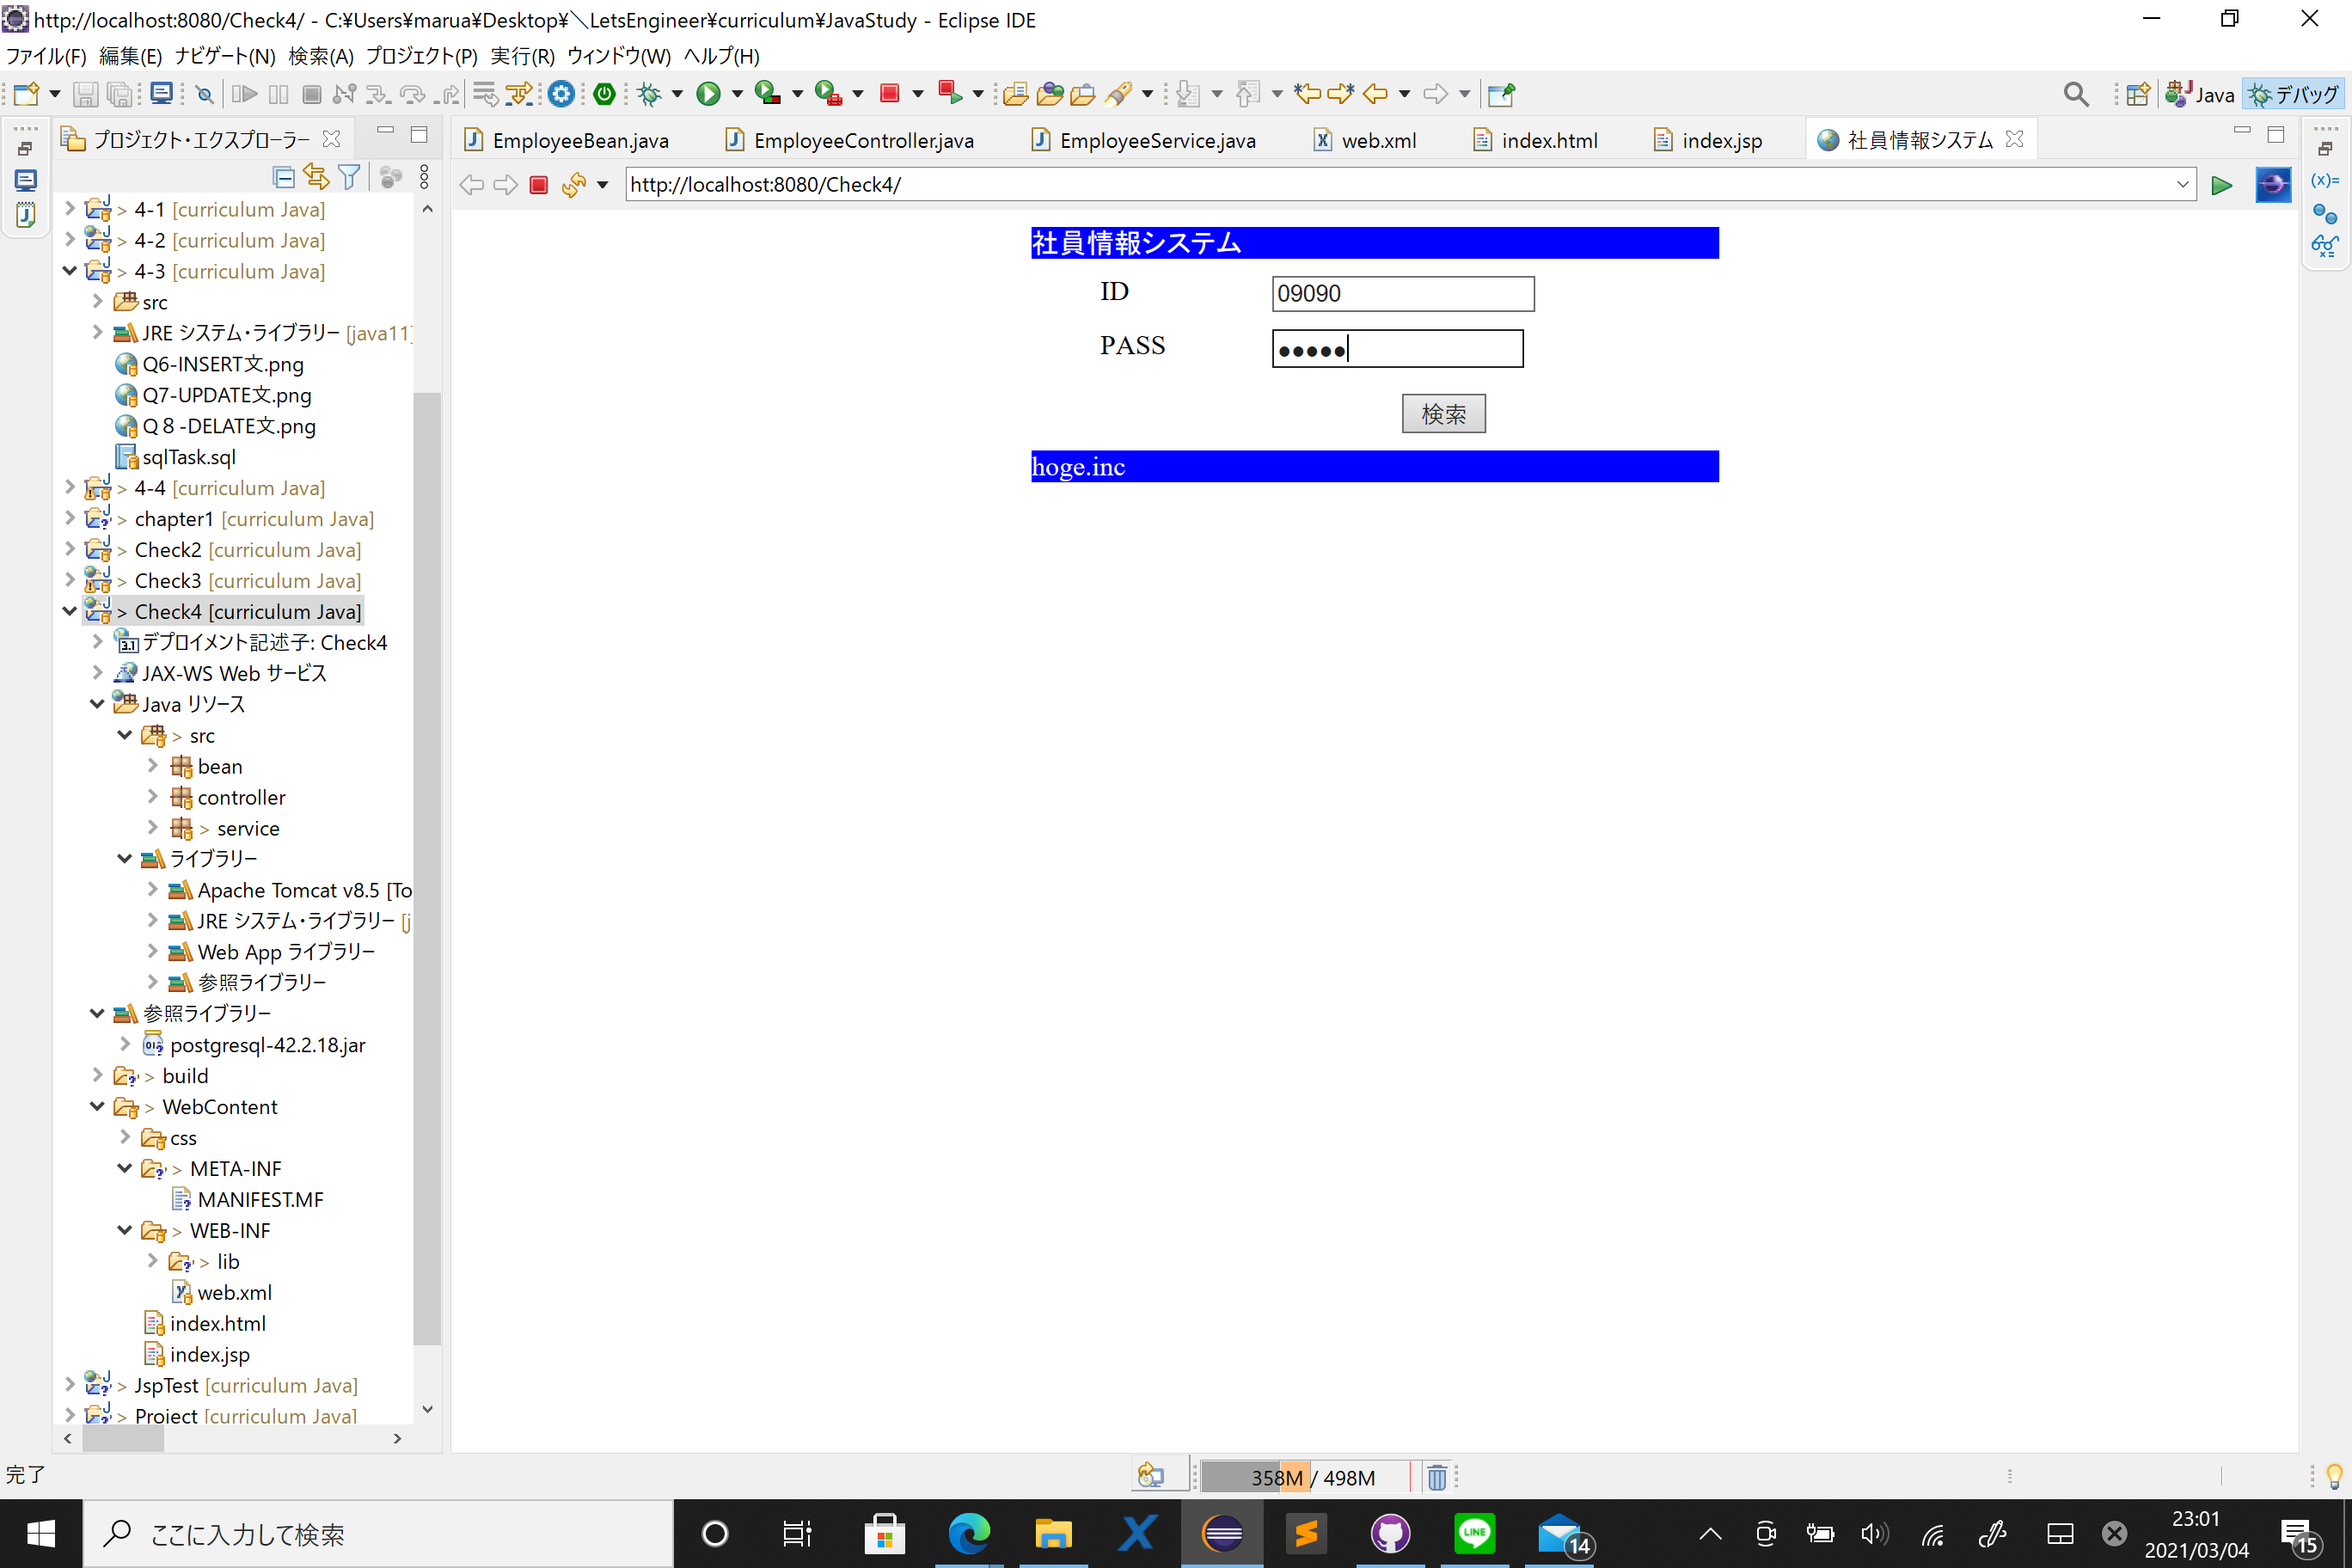 http://localhost:8080/Check4/ - C:¥Users¥marua¥Desktop¥＼LetsEngineer¥curriculum¥JavaStudy - Eclipse IDE
ファイル(F) 編集(E) ナビゲート(N) 検索(A) プロジェクト(P) 実行(R) ウィンドウ(W) ヘルプ(H)
Java デバッグ
プロジェクト・エクスプローラー
EmployeeBean.java EmployeeController.java EmployeeService.java web.xml index.html index.jsp 社員情報システム
http://localhost:8080/Check4/
> 4-1 [curriculum Java]
> 4-2 [curriculum Java]
> 4-3 [curriculum Java]
src
JRE システム・ライブラリー [java11]
Q6-INSERT文.png
Q7-UPDATE文.png
Q８-DELATE文.png
sqlTask.sql
> 4-4 [curriculum Java]
> chapter1 [curriculum Java]
> Check2 [curriculum Java]
> Check3 [curriculum Java]
> Check4 [curriculum Java]
デプロイメント記述子: Check4
JAX-WS Web サービス
Java リソース
> src
bean
controller
> service
ライブラリー
Apache Tomcat v8.5 [To
JRE システム・ライブラリー [j
Web App ライブラリー
参照ライブラリー
参照ライブラリー
postgresql-42.2.18.jar
> build
> WebContent
css
> META-INF
MANIFEST.MF
> WEB-INF
> lib
web.xml
index.html
index.jsp
> JspTest [curriculum Java]
> Project [curriculum Java]
社員情報システム
ID 09090
PASS ●●●●●
検索
hoge.inc
(x)=
完了
358M / 498M
ここに入力して検索
LINE
14
23:01
2021/03/04
15